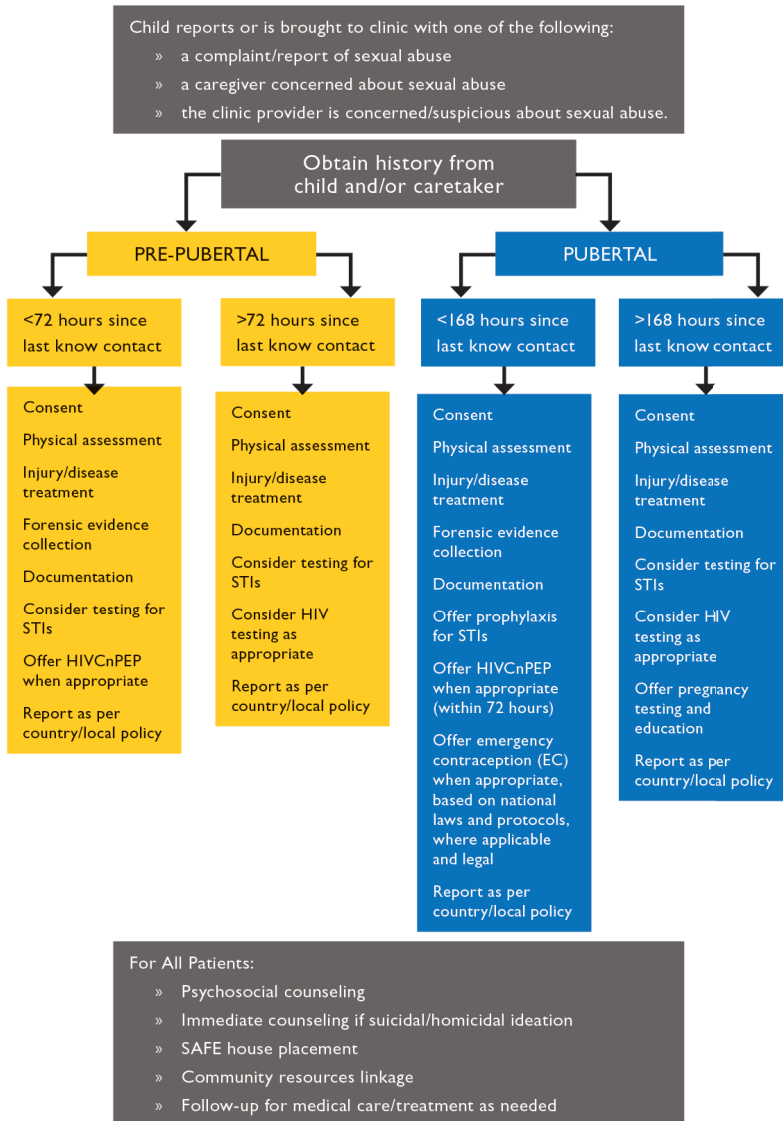 Child reports or is brought to clinic with one of the following:
» a complaint/report of sexual abuse
» a caregiver concerned about sexual abuse
» the clinic provider is concerned/suspicious about sexual abuse.
Obtain history from
child and/or caretaker
PRE-PUBERTAL
<72 hours since
last know contact
Consent
Physical assessment
Injury/disease
treatment
Forensic evidence
collection
Documentation
Consider testing for
STIs
Offer HIVCnPEP
when appropriate
Report as per
country/local policy
>72 hours since
last know contact
Consent
Physical assessment
Injury/disease
treatment
Documentation
Consider testing for
STIs
Consider HIV
testing as
appropriate
Report as per
country/local policy
PUBERTAL
<168 hours since
last know contact
Consent
Physical assessment
Injury/disease
treatment
Forensic evidence
collection
Documentation
Offer prophylaxis
for STIs
Offer HIVCnPEP
when appropriate
(within 72 hours)
Offer emergency
contraception (EC)
when appropriate,
based on national
laws and protocols,
where applicable
and legal
Report as per
country/local policy
>168 hours since
last know contact
Consent
Physical assessment
Injury/disease
treatment
Documentation
Consider testing for
STIs
Consider HIV
testing as
appropriate
Offer pregnancy
testing and
education
Report as per
country/local policy
For All Patients:
» Psychosocial counseling
» Immediate counseling if suicidal/homicidal ideation
» SAFE house placement
» Community resources linkage
» Follow-up for medical care/treatment as needed